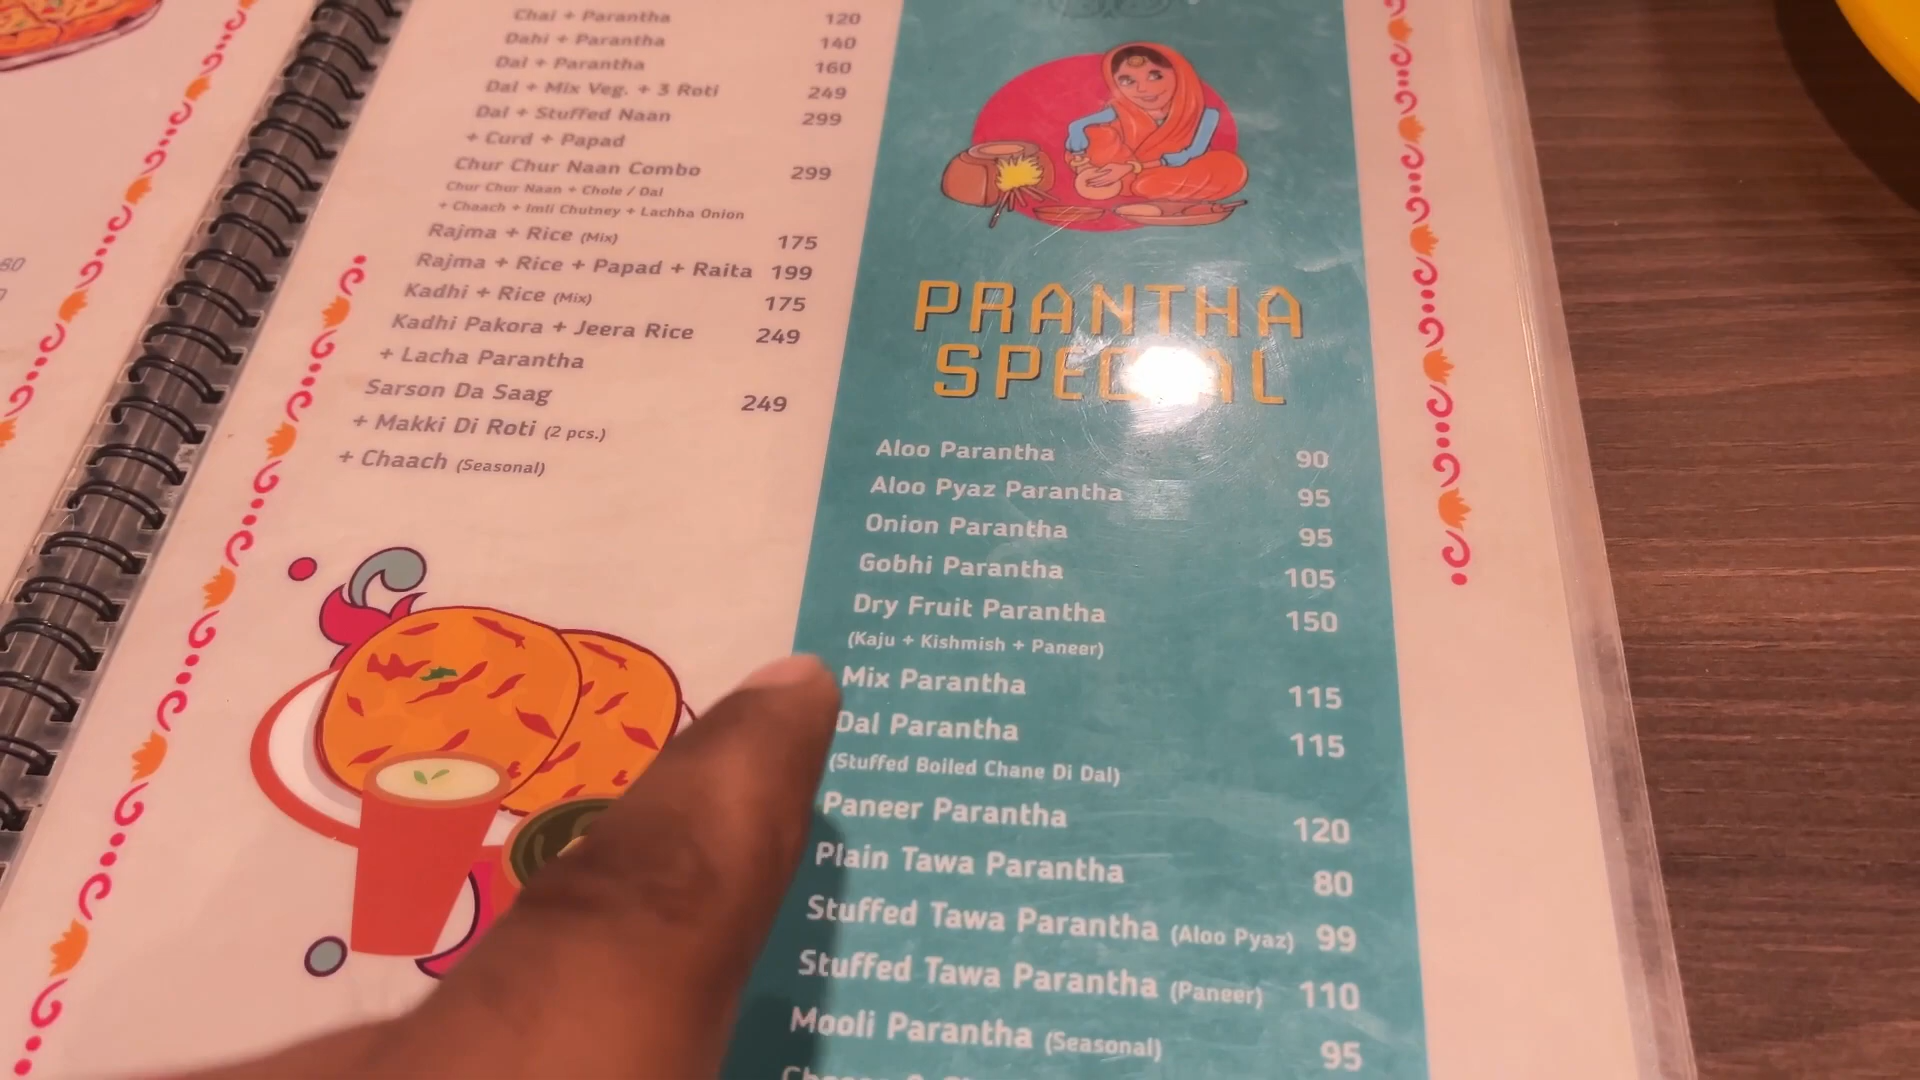 Chai + Parantha 120
Dahi + Parantha 140
Dal + Parantha 160
Dal + Mix Veg. + 3 Roti 249
Dal + Stuffed Naan 299
+ Curd + Papad
Chur Chur Naan Combo 299
Chur Chur Naan + Chole / Dal
+ Chaach + Imli Chutney + Lachha Onion
Rajma + Rice (Mix) 175
Rajma + Rice + Papad + Raita 199
Kadhi + Rice (Mix) 175
Kadhi Pakora + Jeera Rice 249
+ Lacha Parantha
Sarson Da Saag 249
+ Makki Di Roti (2 pcs.)
+ Chaach (Seasonal)
PRANTHA
SPECIAL
Aloo Parantha 90
Aloo Pyaz Parantha 95
Onion Parantha 95
Gobhi Parantha 105
Dry Fruit Parantha 150
(Kaju + Kishmish + Paneer)
Mix Parantha 115
Dal Parantha 115
(Stuffed Boiled Chane Di Dal)
Paneer Parantha 120
Plain Tawa Parantha 80
Stuffed Tawa Parantha (Aloo Pyaz) 99
Stuffed Tawa Parantha (Paneer) 110
Mooli Parantha (Seasonal) 95